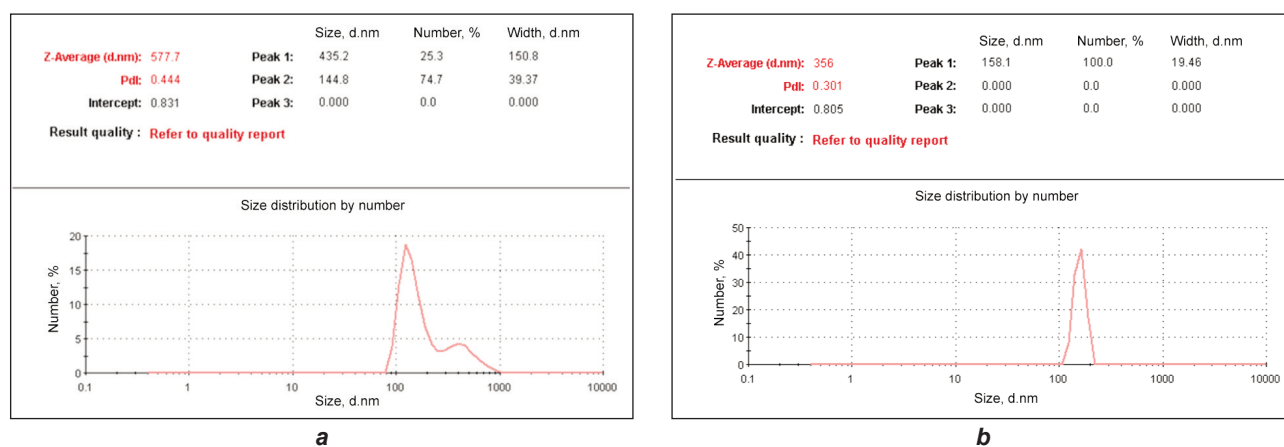 Size, d.nm Number, % Width, d.nm
Z-Average (d.nm): 577.7 Peak 1: 435.2 25.3 150.8
PdI: 0.444 Peak 2: 144.8 74.7 39.37
Intercept: 0.831 Peak 3: 0.000 0.0 0.000
Result quality : Refer to quality report
Size distribution by number
Number, %
20
15
10
5
0
0.1 1 10 100 1000 10000
Size, d.nm
a
Size, d.nm Number, % Width, d.nm
Z-Average (d.nm): 356 Peak 1: 158.1 100.0 19.46
PdI: 0.301 Peak 2: 0.000 0.0 0.000
Intercept: 0.805 Peak 3: 0.000 0.0 0.000
Result quality : Refer to quality report
Size distribution by number
Number, %
50
40
30
20
10
0
0.1 1 10 100 1000 10000
Size, d.nm
b